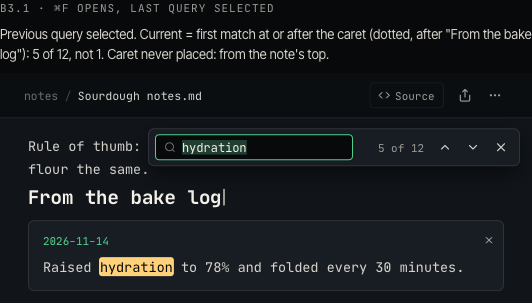 B3.1 · ⌘F OPENS, LAST QUERY SELECTED
Previous query selected. Current = first match at or after the caret (dotted, after "From the bake
log"): 5 of 12, not 1. Caret never placed: from the note's top.
notes / Sourdough notes.md
<> Source
Rule of thumb:
hydration
5 of 12
flour the same.
From the bake log
2026-11-14
Raised hydration to 78% and folded every 30 minutes.